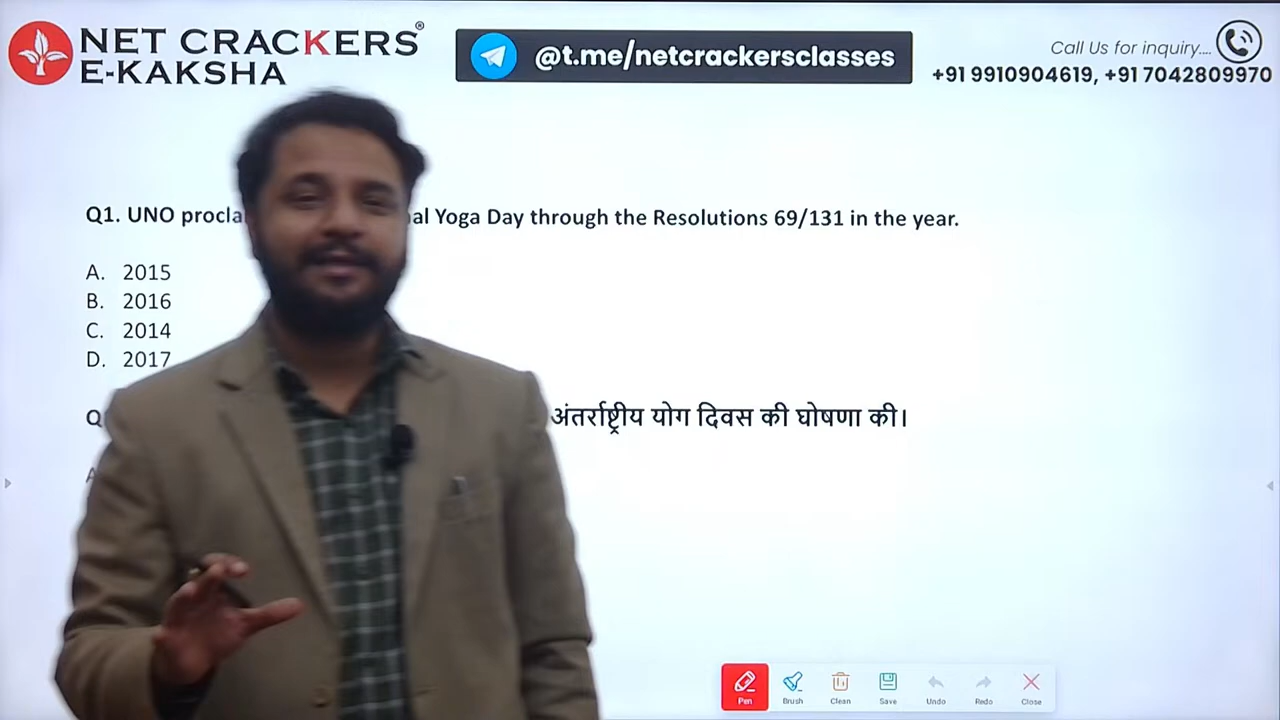 NET CRACKERS®
E-KAKSHA
@t.me/netcrackersclasses
Call Us for inquiry....
+91 9910904619, +91 7042809970
Q1. UNO al Yoga Day through the Resolutions 69/131 in the year.
A. 2015
B. 2016
C. 2014
D. 2017
Q अंतर्राष्ट्रीय योग दिवस की घोषणा की।
Pen Brush Clean Save Undo Redo Close